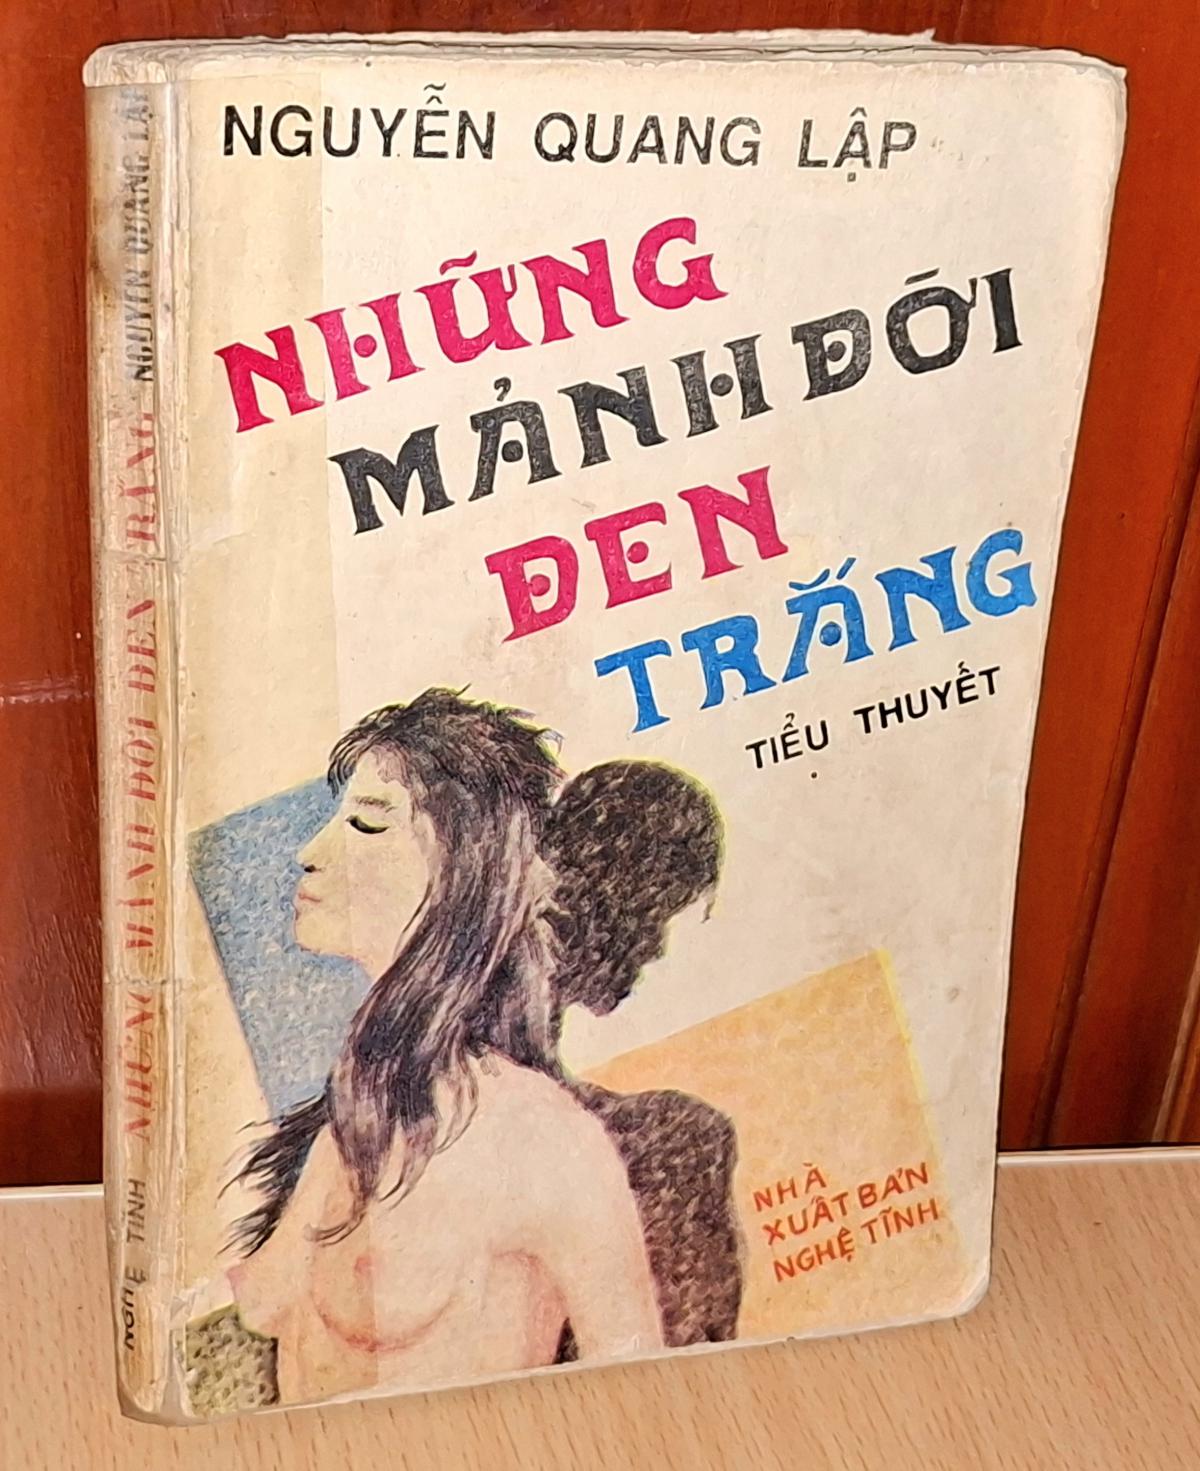 NGUYỄN QUANG LẬP
NHỮNG
MẢNH ĐỜI
ĐEN
TRẮNG
TIỂU THUYẾT
NHÀ
XUẤT BẢN
NGHỆ TĨNH
NGHỆ TĨNH NHỮNG MẢNH ĐỜI ĐEN TRẮNG NGUYỄN QUANG LẬP